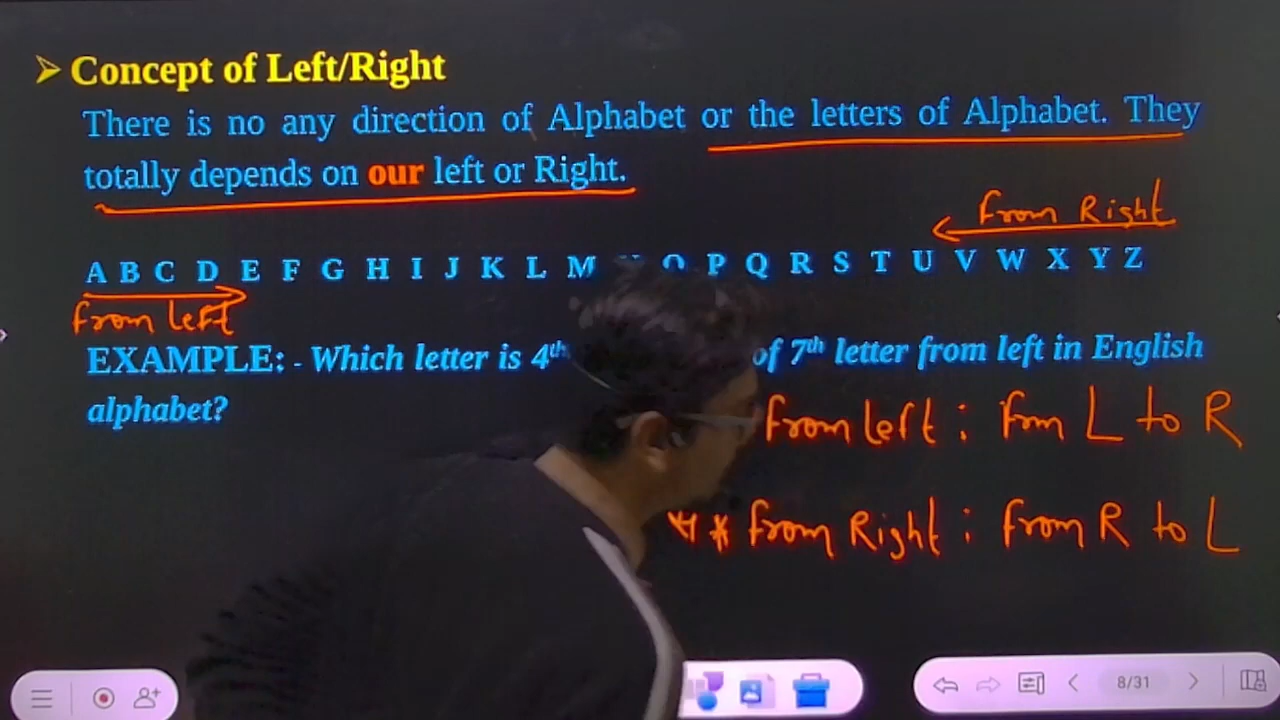 Concept of Left/Right
There is no any direction of Alphabet or the letters of Alphabet. They
totally depends on our left or Right.
from Right
A B C D E F G H I J K L M O P Q R S T U V W X Y Z
from left
EXAMPLE: - Which letter is 4th of 7th letter from left in English
alphabet?
from left : from L to R
** from Right : from R to L
8/31